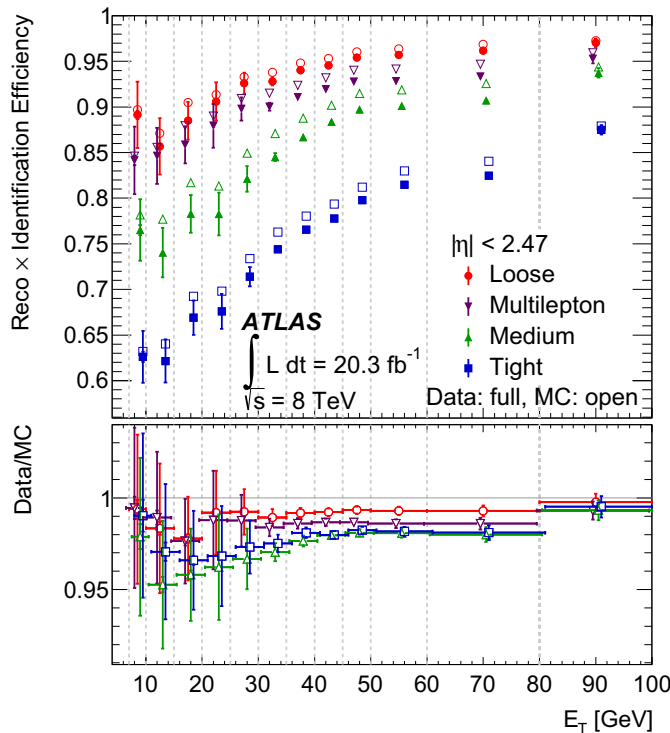 Reco × Identification Efficiency
0.95
0.9
0.85
0.8
0.75
0.7
0.65
0.6
|η| < 2.47
Loose
Multilepton
Medium
Tight
Data: full, MC: open
ATLAS
∫ L dt = 20.3 fb⁻¹
√s = 8 TeV
Data/MC
1
0.95
10 20 30 40 50 60 70 80 90 100
E_T [GeV]